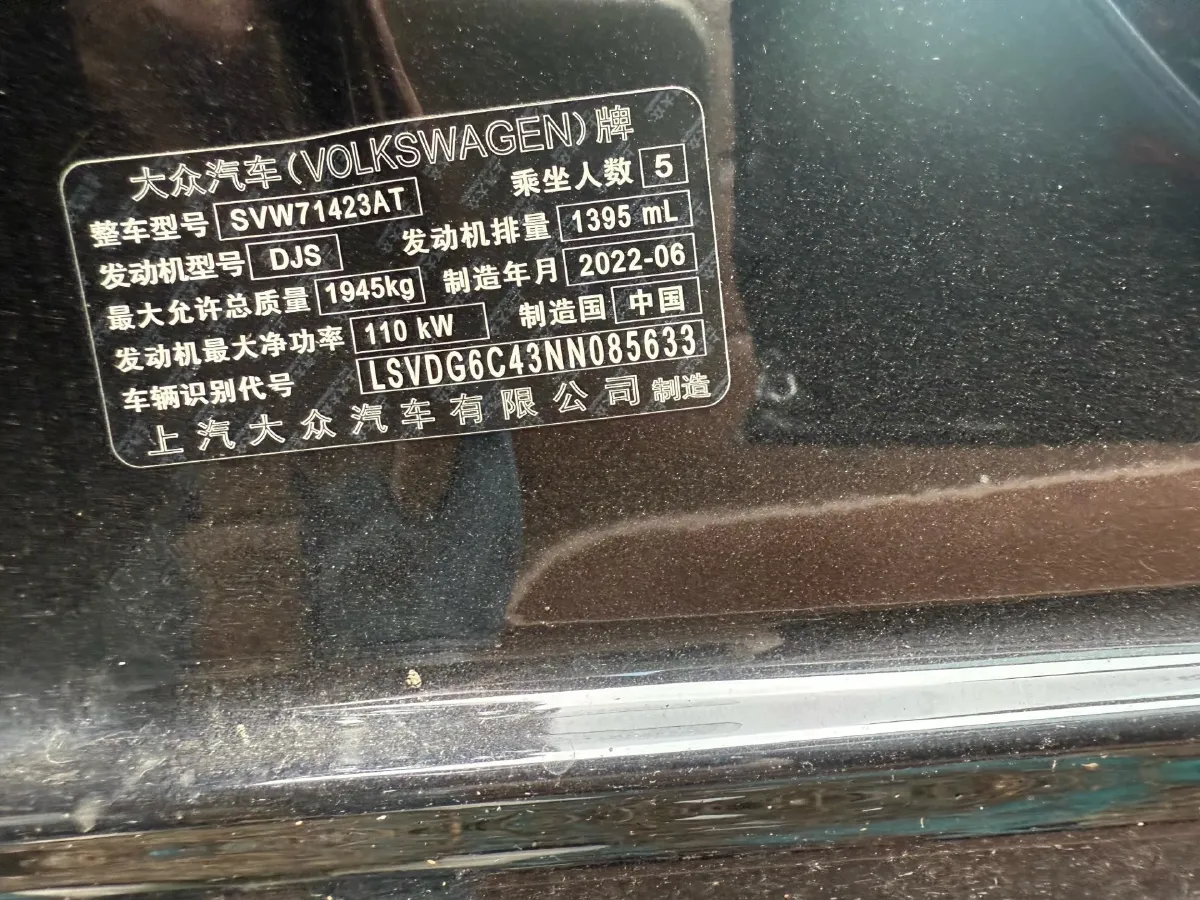 大众汽车(VOLKSWAGEN)牌
整车型号 SVW71423AT 乘坐人数 5
发动机型号 DJS 发动机排量 1395 mL
最大允许总质量 1945kg 制造年月 2022-06
发动机最大净功率 110 kW 制造国 中国
车辆识别代号 LSVDG6C43NN085633
上汽大众汽车有限公司 制造